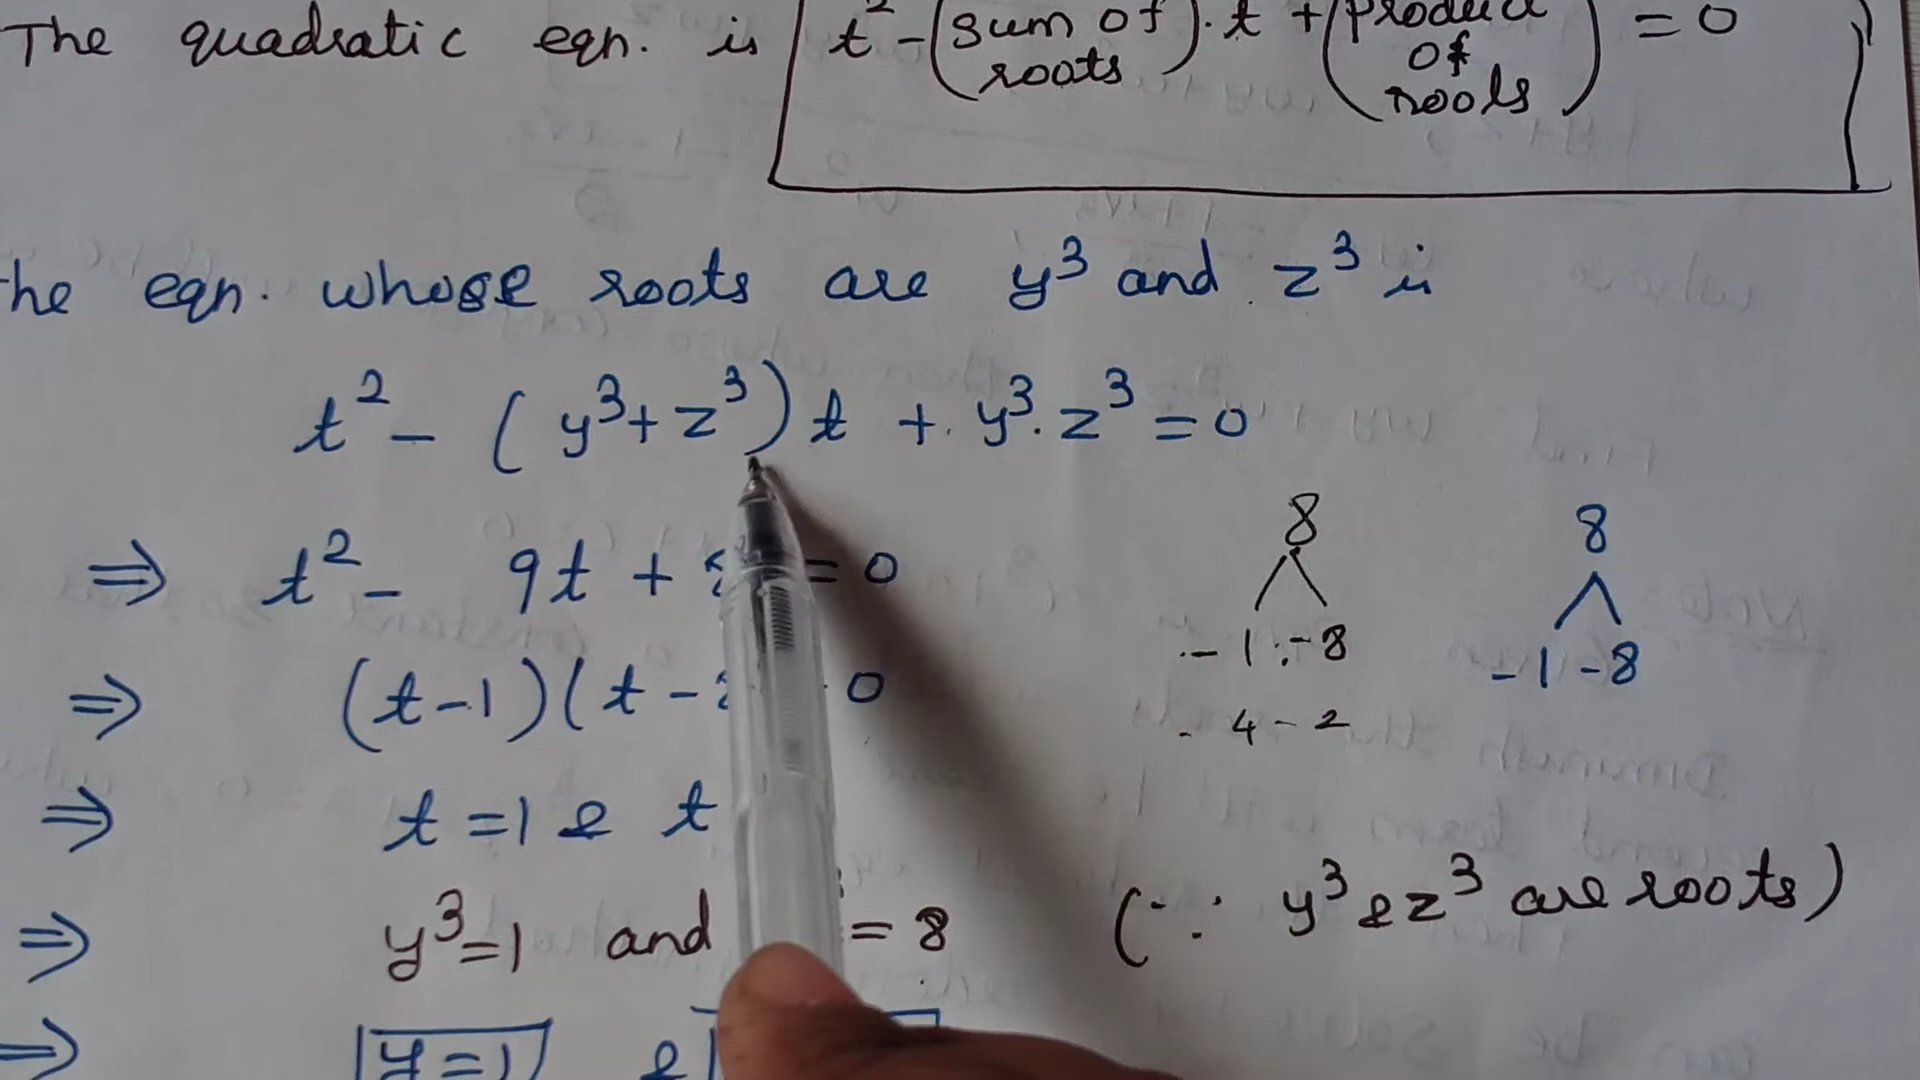 The quadratic eqn. is t² - (sum of roots).t + (product of roots) = 0
the eqn. whose roots are y³ and z³ is
t² - (y³+z³)t + y³.z³ = 0
⇒ t² - 9t + = 0
⇒ (t-1)(t- 0
8
-1 -8
-4 -2
8
-1 -8
⇒ t=1 & t
⇒ y³=1 and = 8 (∵ y³ & z³ are roots)
⇒ y=1 &